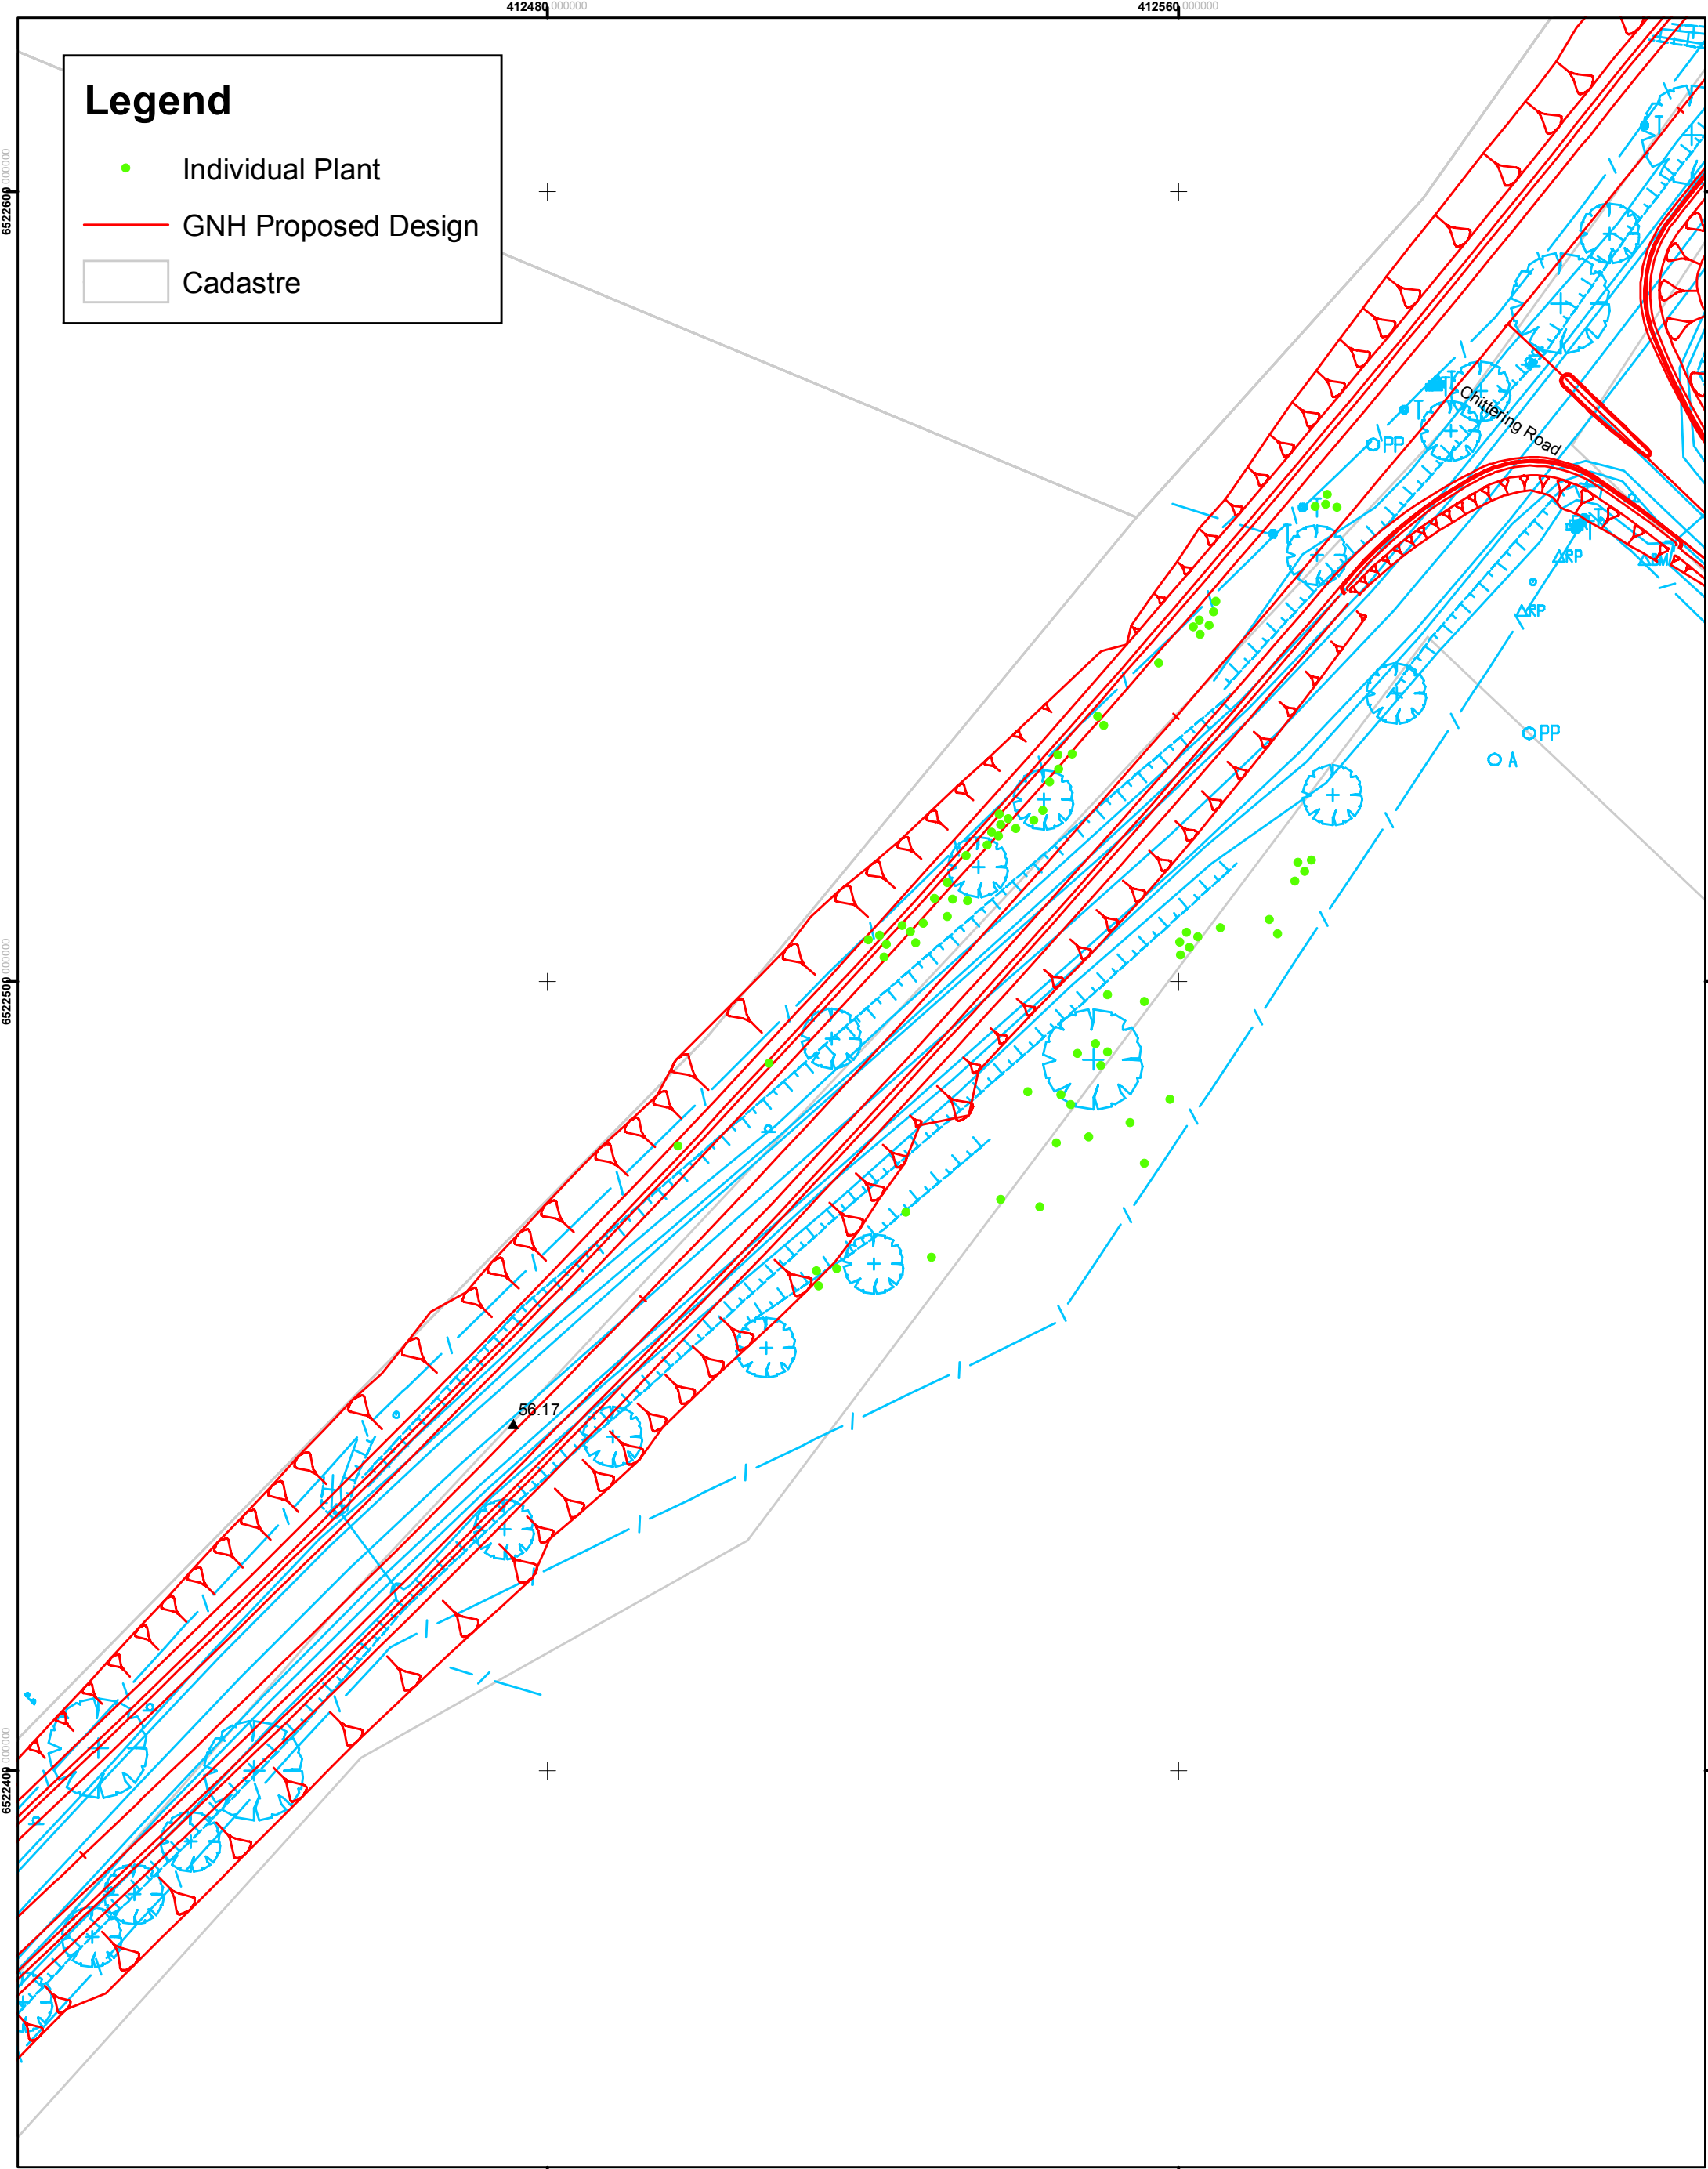 412480.000000
412560.000000
6522600.000000
6522500.000000
6522400.000000
Legend
Individual Plant
GNH Proposed Design
Cadastre
T
T
T
PP
Chittering Road
T
T
T
RP
BM
RP
PP
A
56.17